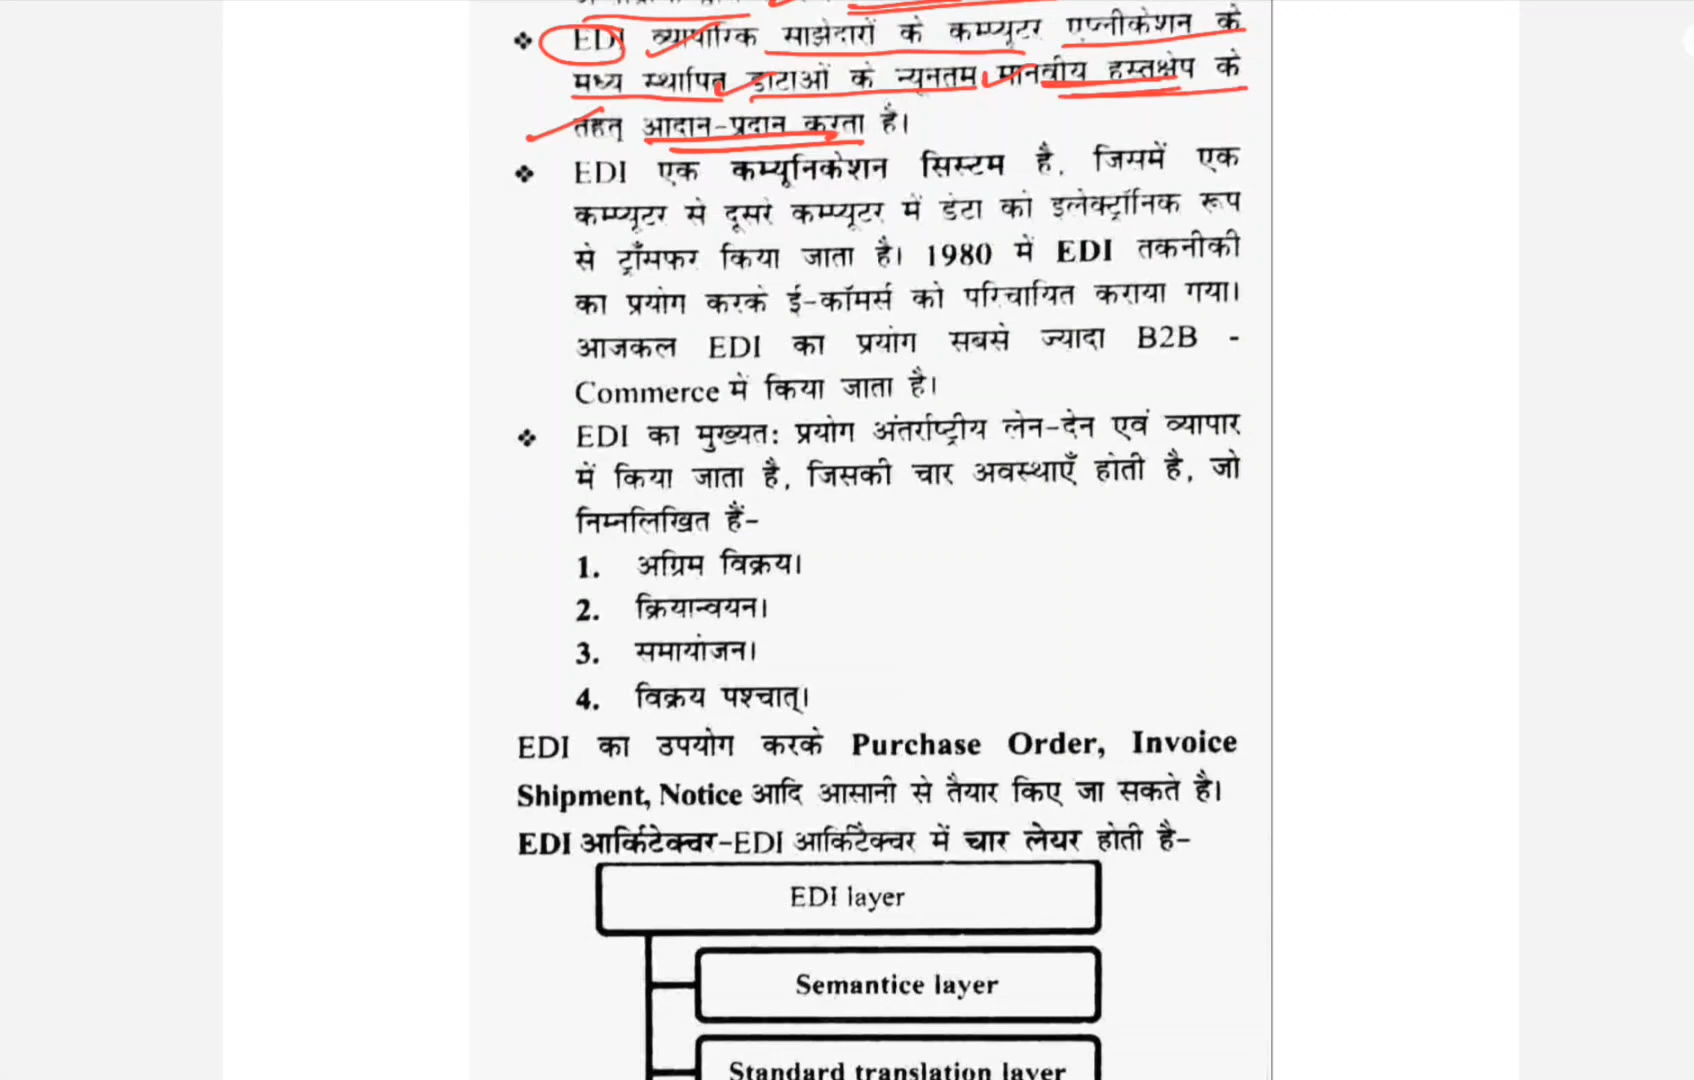 ❖ EDI व्यापारिक साझेदारों के कम्प्यूटर एप्लीकेशन के
मध्य स्थापित डाटाओं के न्यूनतम मानवीय हस्तक्षेप के
तहत् आदान-प्रदान करता है।
❖ EDI एक कम्यूनिकेशन सिस्टम है, जिसमें एक
कम्प्यूटर से दूसरे कम्प्यूटर में डेटा को इलेक्ट्रॉनिक रूप
से ट्राँसफर किया जाता है। 1980 में EDI तकनीकी
का प्रयोग करके ई-कॉमर्स को परिचायित कराया गया।
आजकल EDI का प्रयोग सबसे ज्यादा B2B -
Commerce में किया जाता है।
❖ EDI का मुख्यत: प्रयोग अंतर्राष्ट्रीय लेन-देन एवं व्यापार
में किया जाता है, जिसकी चार अवस्थाएँ होती है, जो
निम्नलिखित हैं-
1. अग्रिम विक्रय।
2. क्रियान्वयन।
3. समायोजन।
4. विक्रय पश्चात्।
EDI का उपयोग करके Purchase Order, Invoice
Shipment, Notice आदि आसानी से तैयार किए जा सकते है।
EDI आर्किटेक्चर-EDI आर्किटैक्चर में चार लेयर होती है-
EDI layer
Semantice layer
Standard translation layer